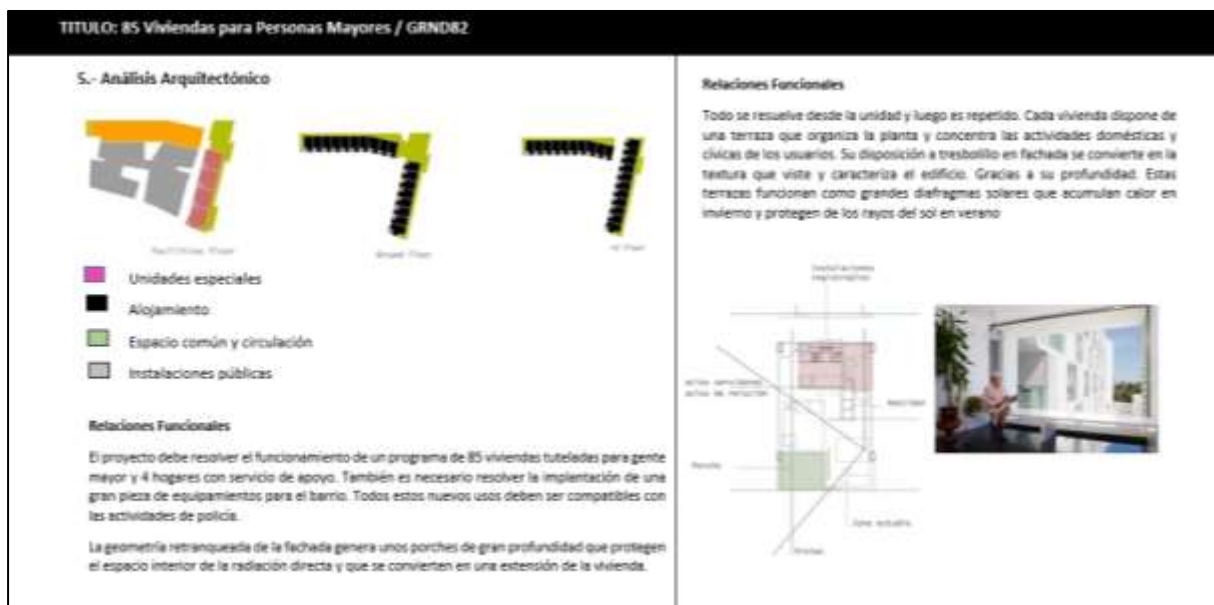 TITULO: 85 Viviendas para Personas Mayores / GRND82
5.- Análisis Arquitectónico
Facilities Floor
Ground Floor
Unidades especiales
Alojamiento
Espacio común y circulación
Instalaciones públicas
Relaciones Funcionales
El proyecto debe resolver el funcionamiento de un programa de 85 viviendas tuteladas para gente
mayor y 4 hogares con servicio de apoyo. También es necesario resolver la implantación de una
gran pieza de equipamientos para el barrio. Todos estos nuevos usos deben ser compatibles con
las actividades de policía.
La geometría retranqueada de la fachada genera unos porches de gran profundidad que protegen
el espacio interior de la radiación directa y que se convierten en una extensión de la vivienda.
Relaciones Funcionales
Todo se resuelve desde la unidad y luego es repetido. Cada vivienda dispone de
una terraza que organiza la planta y concentra las actividades domésticas y
cívicas de los usuarios. Su disposición a tresbolillo en fachada se convierte en la
textura que viste y caracteriza el edificio. Gracias a su profundidad. Estas
terrazas funcionan como grandes diafragmas solares que acumulan calor en
invierno y protegen de los rayos del sol en verano
Instalaciones
registrables